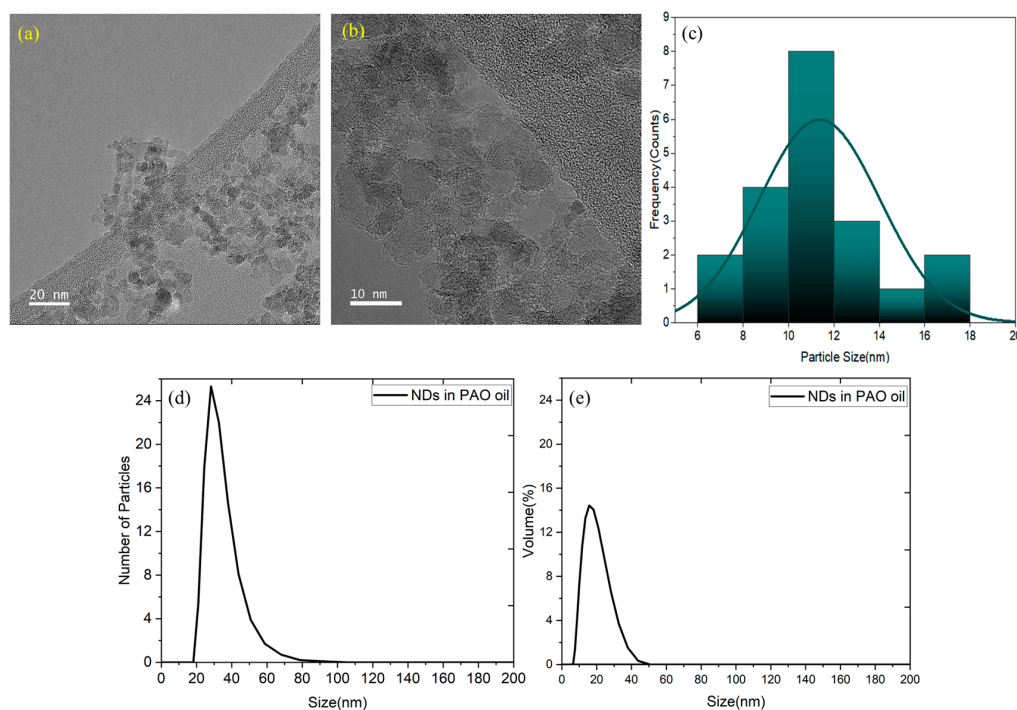 (a)
20 nm
(b)
10 nm
(c)
Frequency(Counts)
9
8
7
6
5
4
3
2
1
0
6 8 10 12 14 16 18 20
Particle Size(nm)
(d)
NDs in PAO oil
Number of Particles
24
20
16
12
8
4
0
0 20 40 60 80 100 120 140 160 180 200
Size(nm)
(e)
NDs in PAO oil
Volume(%)
24
20
16
12
8
4
0
0 20 40 60 80 100 120 140 160 180 200
Size(nm)